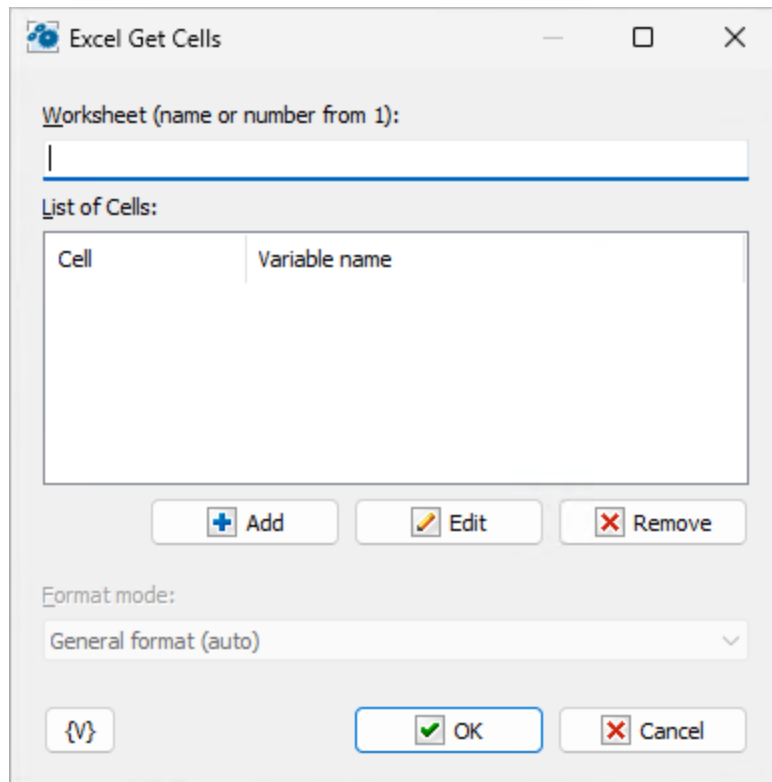 Excel Get Cells
Worksheet (name or number from 1):
List of Cells:
Cell Variable name
Add Edit Remove
Format mode:
General format (auto)
{V} OK Cancel